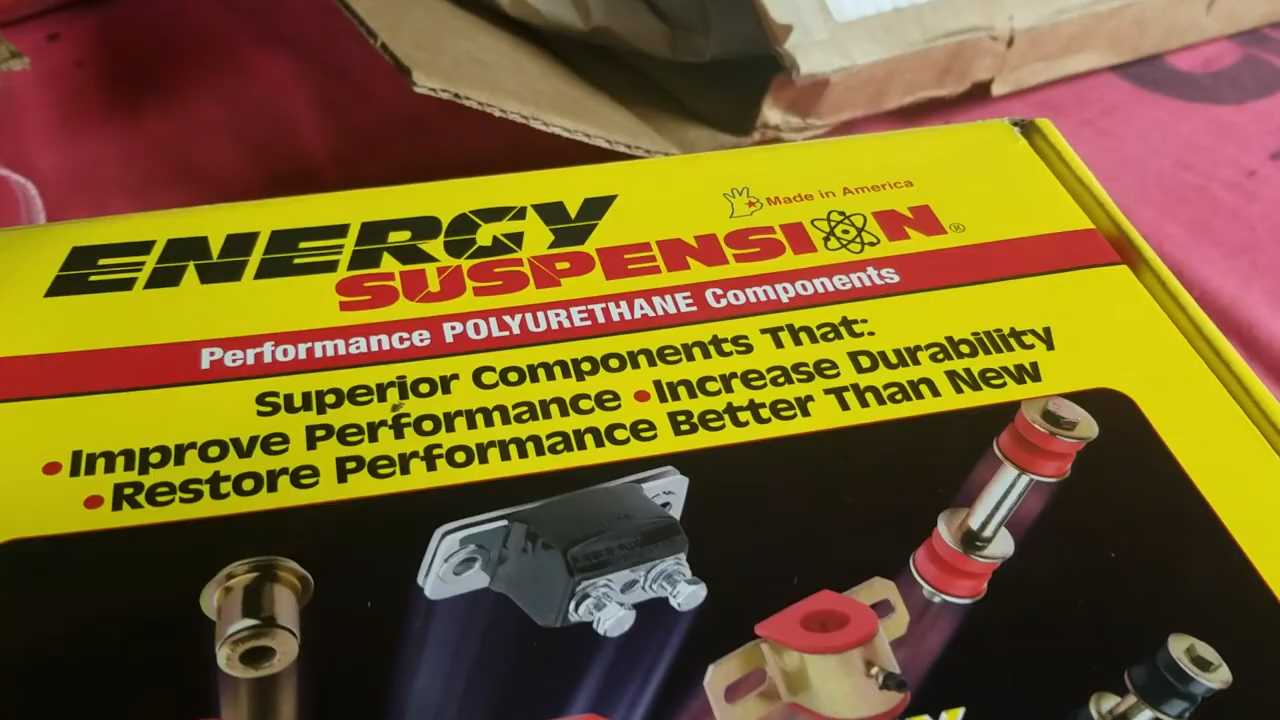 ENERGY
Made in America
SUSPENSION®
Performance POLYURETHANE Components
Superior Components That:
•Improve Performance •Increase Durability
•Restore Performance Better Than New